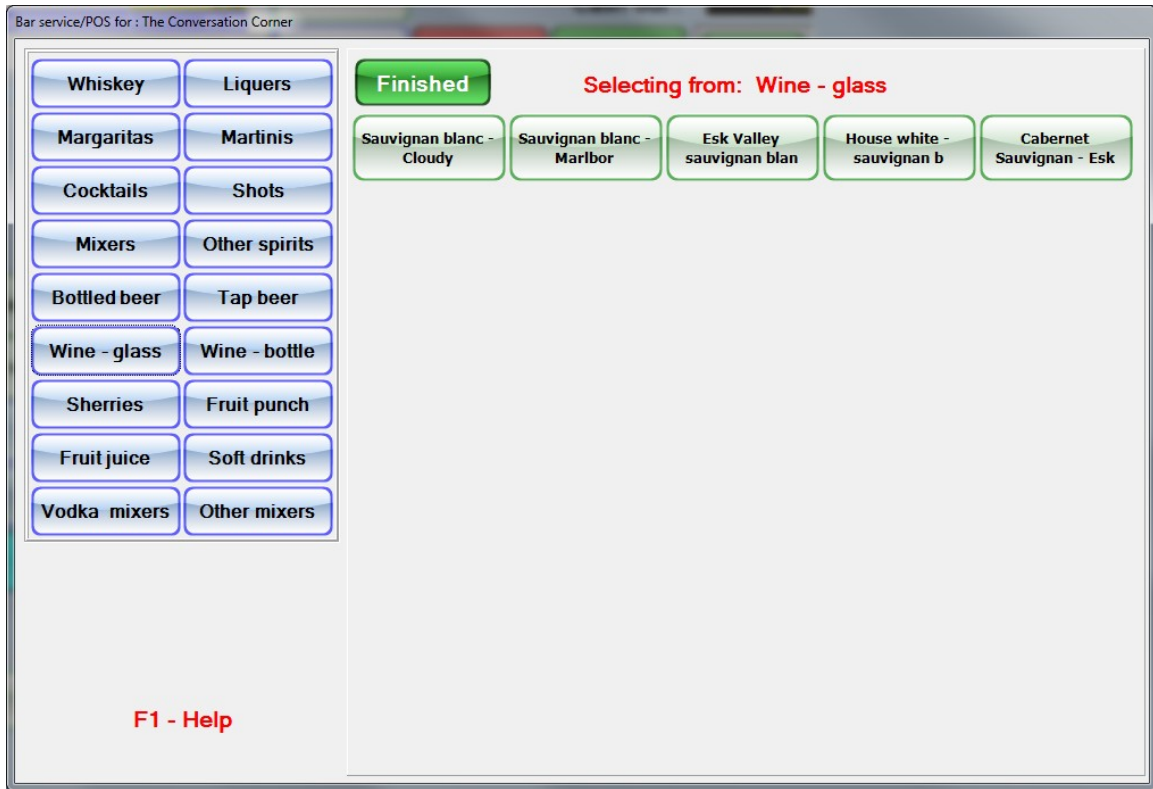 Bar service/POS for : The Conversation Corner
Whiskey
Liquers
Margaritas
Martinis
Cocktails
Shots
Mixers
Other spirits
Bottled beer
Tap beer
Wine - glass
Wine - bottle
Sherries
Fruit punch
Fruit juice
Soft drinks
Vodka mixers
Other mixers
F1 - Help
Finished
Selecting from: Wine - glass
Sauvignan blanc -
Cloudy
Sauvignan blanc -
Marlbor
Esk Valley
sauvignan blan
House white -
sauvignan b
Cabernet
Sauvignan - Esk